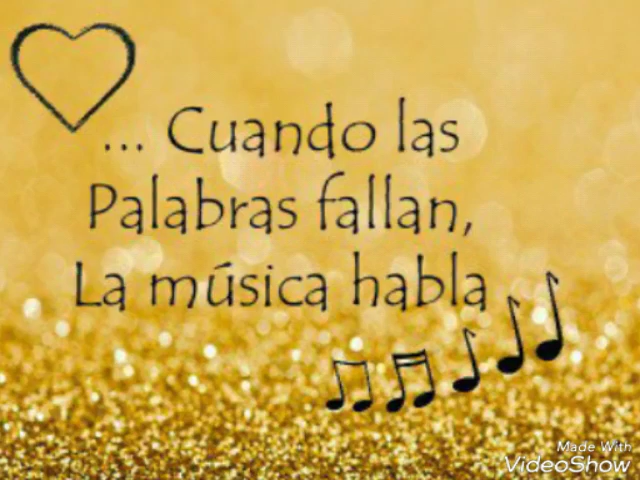 ... Cuando las
Palabras fallan,
La música habla
Made With
VideoShow